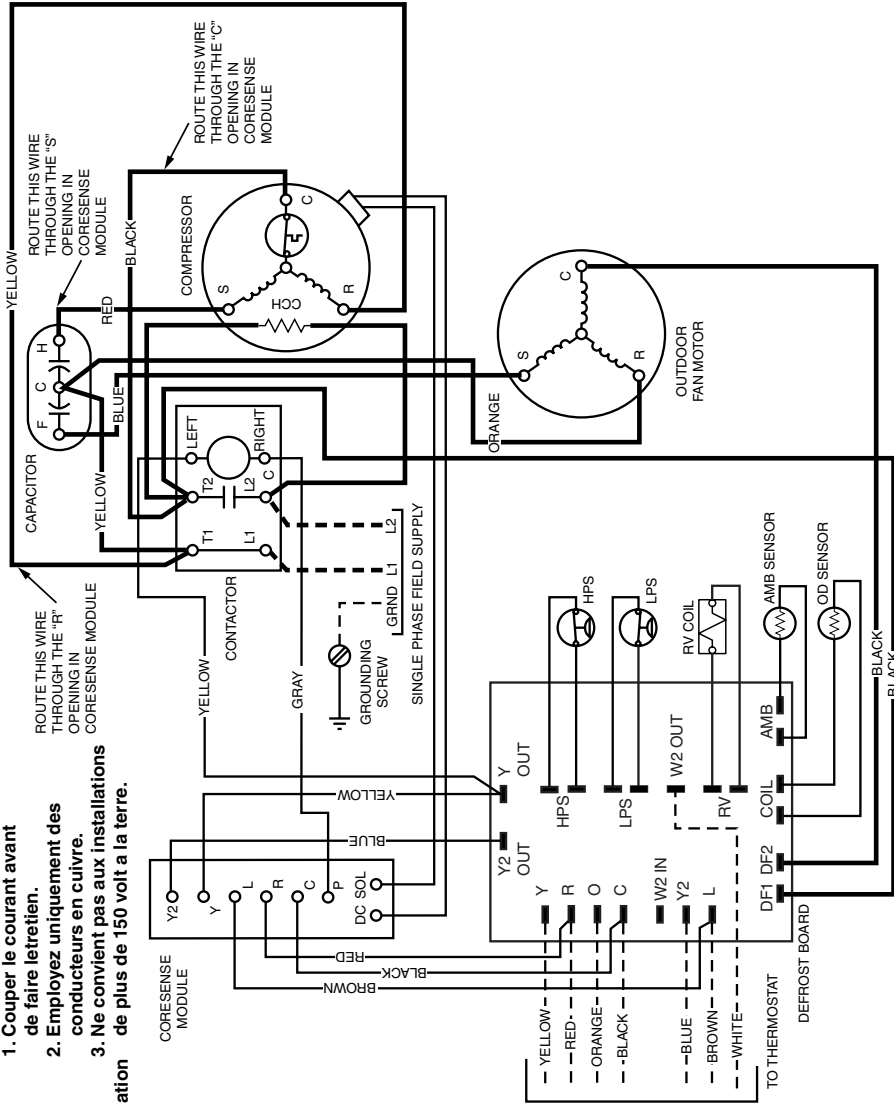 1. Couper le courant avant
de faire letretien.
2. Employez uniquement des
conducteurs en cuivre.
3. Ne convient pas aux installations
de plus de 150 volt a la terre.
ation
ROUTE THIS WIRE
THROUGH THE "R"
OPENING IN
CORESENSE MODULE
YELLOW
ROUTE THIS WIRE
THROUGH THE "S"
OPENING IN
CORESENSE
MODULE
ROUTE THIS WIRE
THROUGH THE "C"
OPENING IN
CORESENSE
MODULE
CAPACITOR
F
C
H
RED
BLACK
BLUE
YELLOW
COMPRESSOR
S
C
R
CCH
CONTACTOR
T1
L1
T2
L2
C
LEFT
RIGHT
OUTDOOR
FAN MOTOR
S
C
R
ORANGE
GROUNDING
SCREW
GRND
L1
L2
SINGLE PHASE FIELD SUPPLY
YELLOW
GRAY
YELLOW
BLUE
CORESENSE
MODULE
Y2
Y
L
R
C
P
DC SOL
RED
BLACK
BROWN
Y2
OUT
Y
OUT
HPS
HPS
LPS
LPS
W2 OUT
RV
RV COIL
AMB SENSOR
OD SENSOR
Y
R
O
C
W2 IN
Y2
L
DF1
DF2
COIL
AMB
DEFROST BOARD
YELLOW
RED
ORANGE
BLACK
BLUE
BROWN
WHITE
TO THERMOSTAT
BLACK
BLACK